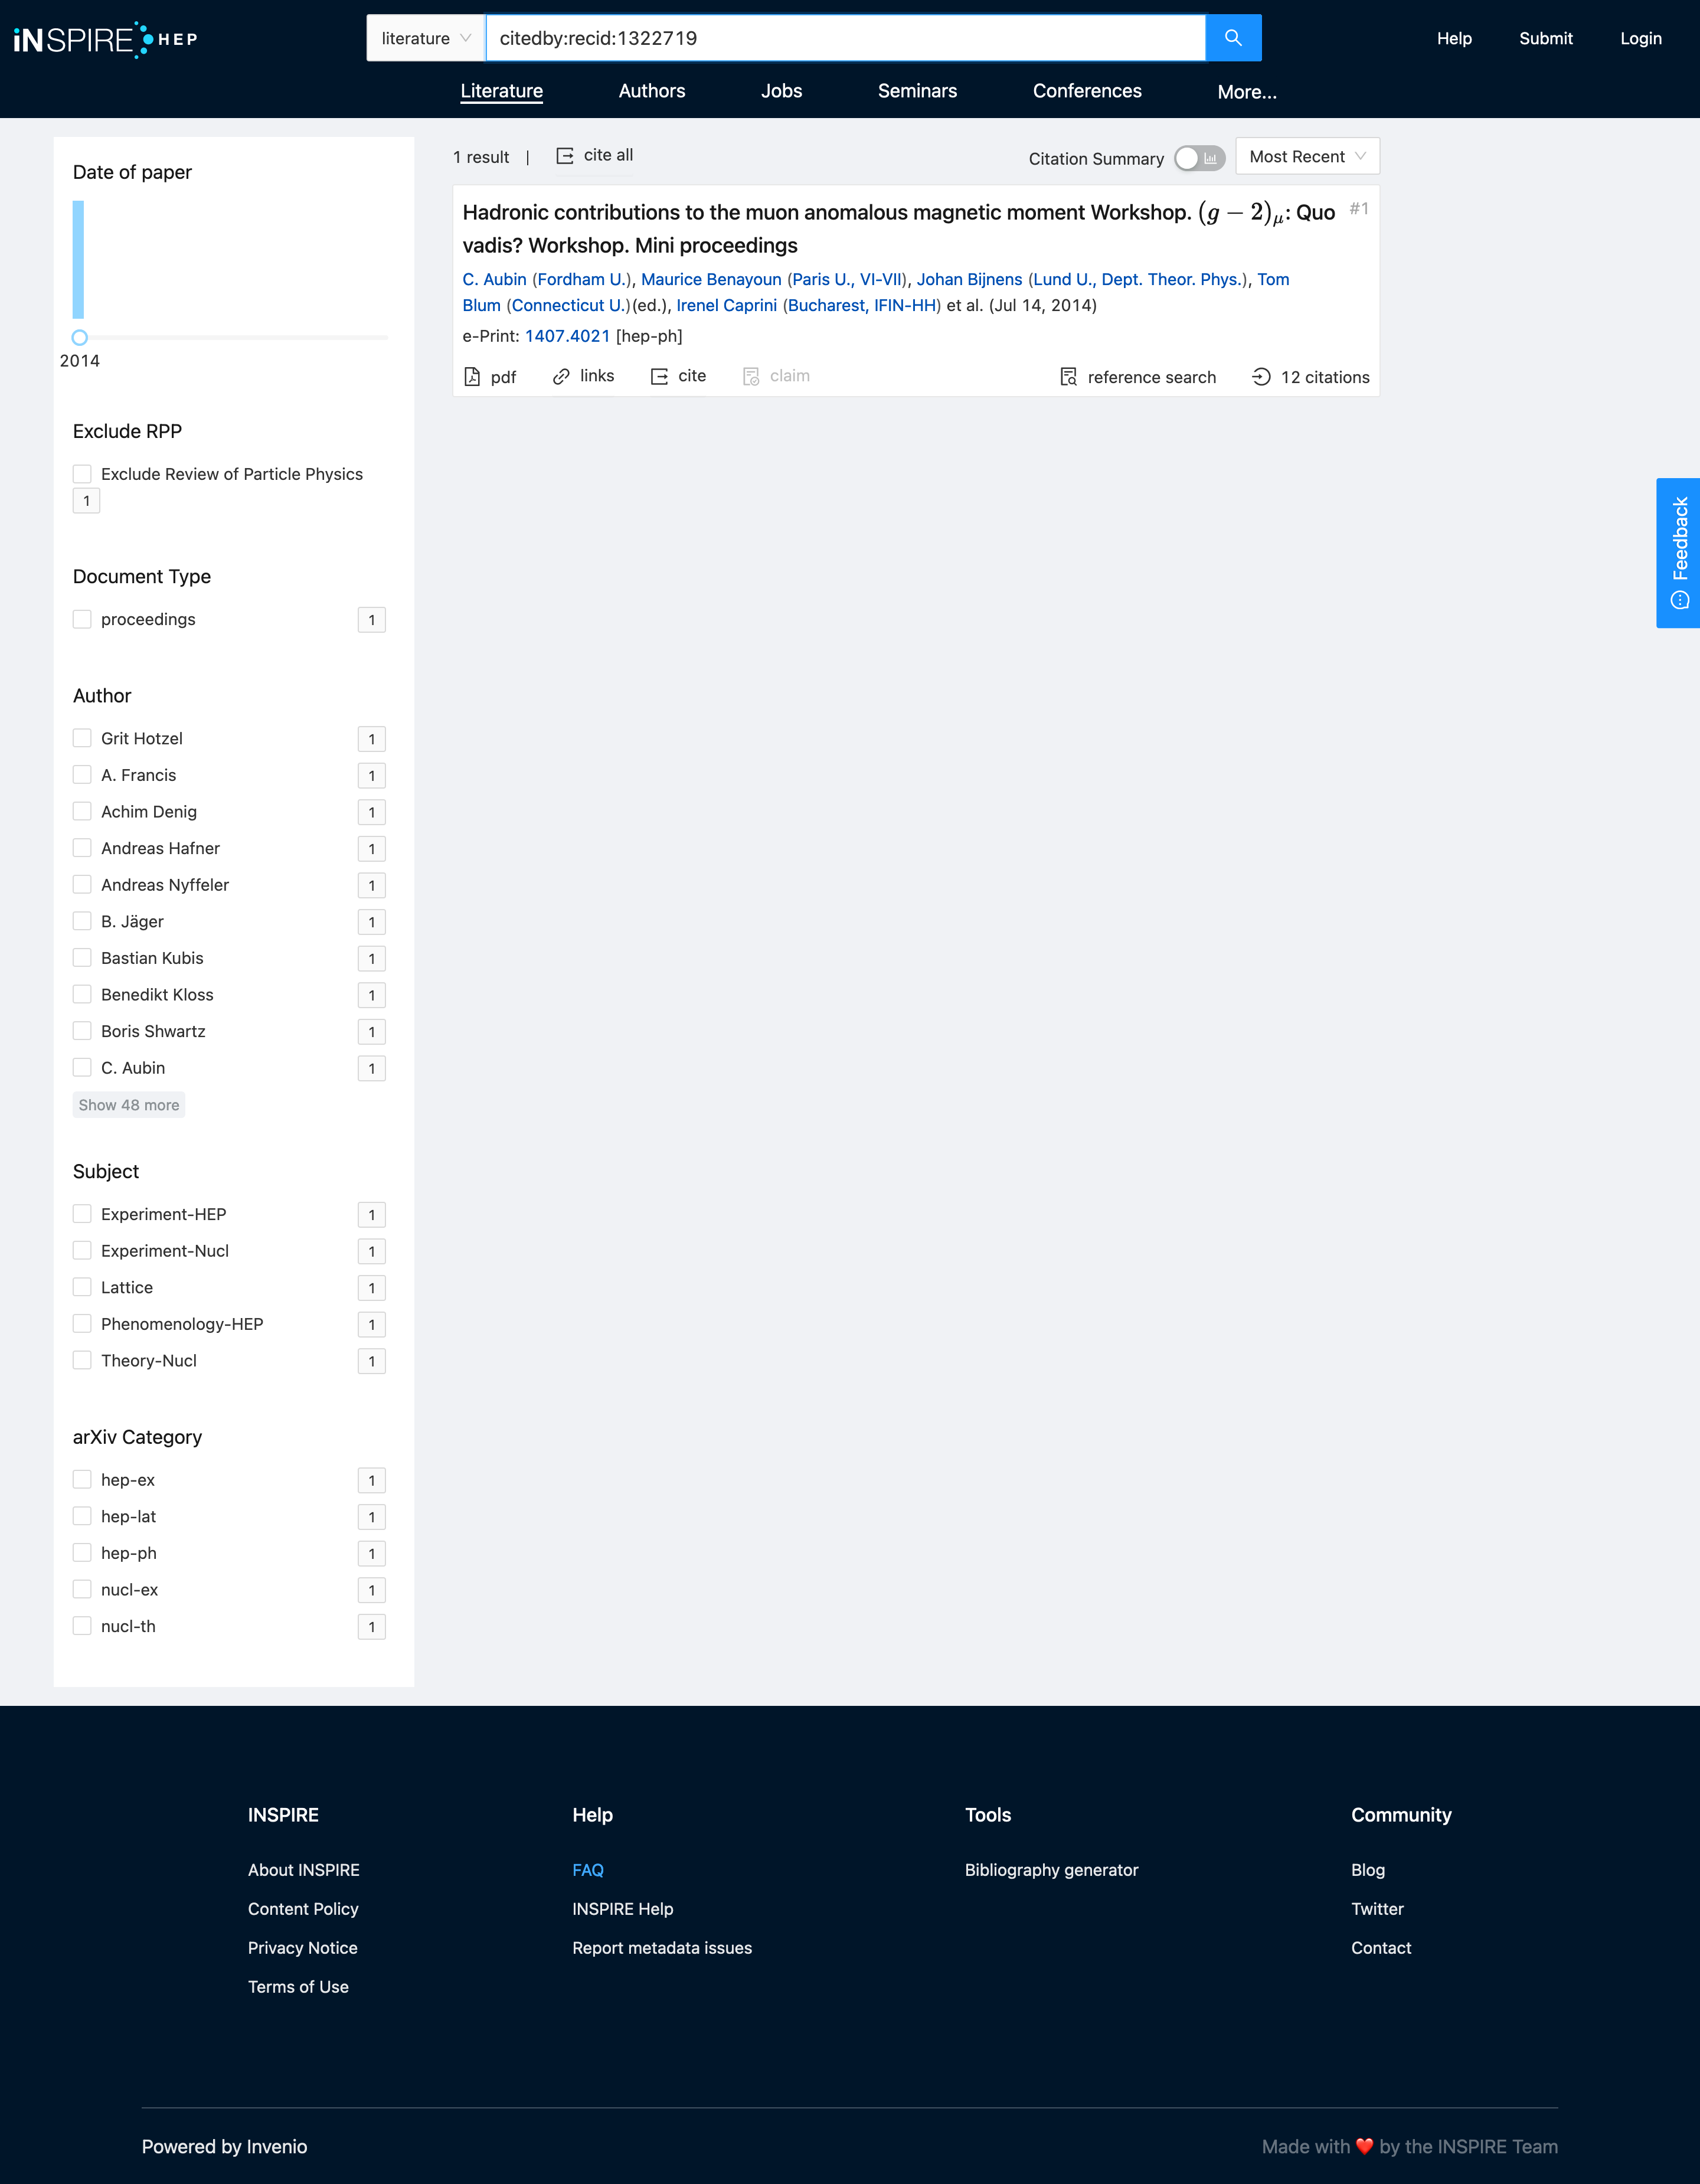 iNSPIRE HEP
literature
citedby:recid:1322719
Help
Submit
Login
Literature
Authors
Jobs
Seminars
Conferences
More...
Date of paper
2014
Exclude RPP
Exclude Review of Particle Physics
1
Document Type
proceedings 1
Author
Grit Hotzel 1
A. Francis 1
Achim Denig 1
Andreas Hafner 1
Andreas Nyffeler 1
B. Jäger 1
Bastian Kubis 1
Benedikt Kloss 1
Boris Shwartz 1
C. Aubin 1
Show 48 more
Subject
Experiment-HEP 1
Experiment-Nucl 1
Lattice 1
Phenomenology-HEP 1
Theory-Nucl 1
arXiv Category
hep-ex 1
hep-lat 1
hep-ph 1
nucl-ex 1
nucl-th 1
1 result | cite all
Citation Summary
Most Recent
Hadronic contributions to the muon anomalous magnetic moment Workshop. (g − 2)μ: Quo #1
vadis? Workshop. Mini proceedings
C. Aubin (Fordham U.), Maurice Benayoun (Paris U., VI-VII), Johan Bijnens (Lund U., Dept. Theor. Phys.), Tom
Blum (Connecticut U.)(ed.), Irenel Caprini (Bucharest, IFIN-HH) et al. (Jul 14, 2014)
e-Print: 1407.4021 [hep-ph]
pdf links cite claim reference search 12 citations
Feedback
INSPIRE
About INSPIRE
Content Policy
Privacy Notice
Terms of Use
Help
FAQ
INSPIRE Help
Report metadata issues
Tools
Bibliography generator
Community
Blog
Twitter
Contact
Powered by Invenio
Made with ❤ by the INSPIRE Team